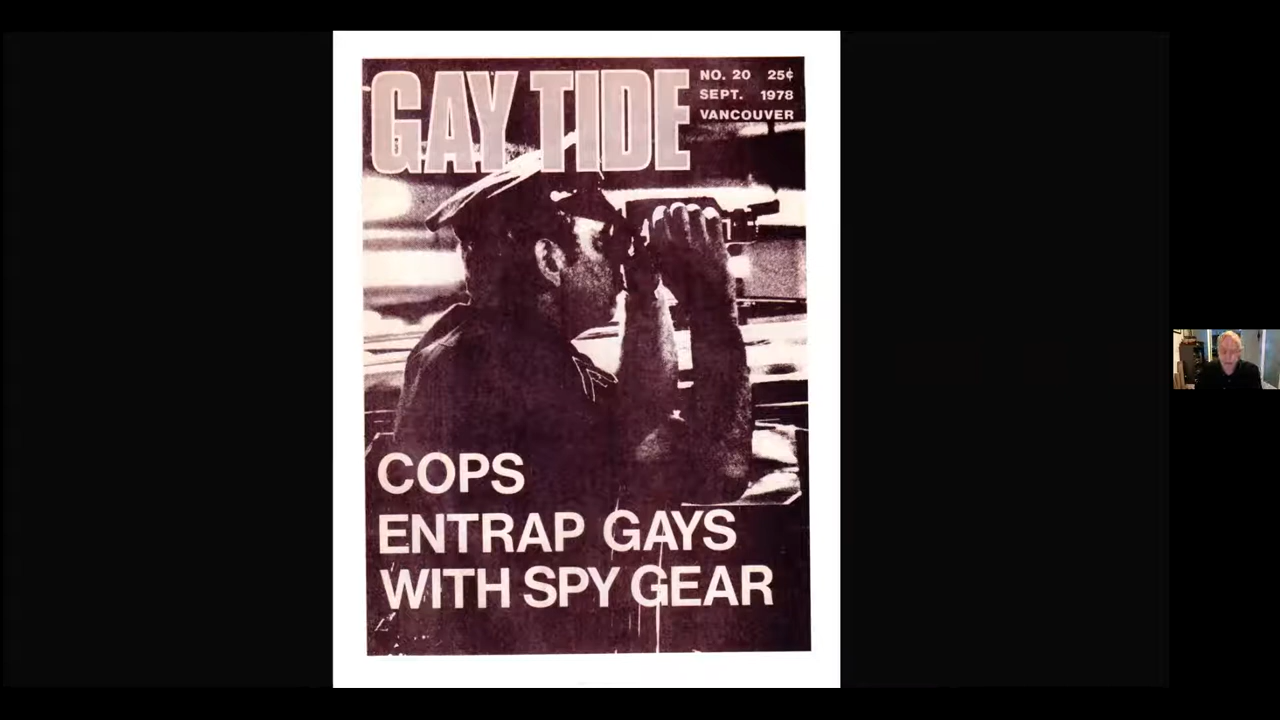 GAY TIDE
NO. 20 25¢
SEPT. 1978
VANCOUVER
COPS
ENTRAP GAYS
WITH SPY GEAR